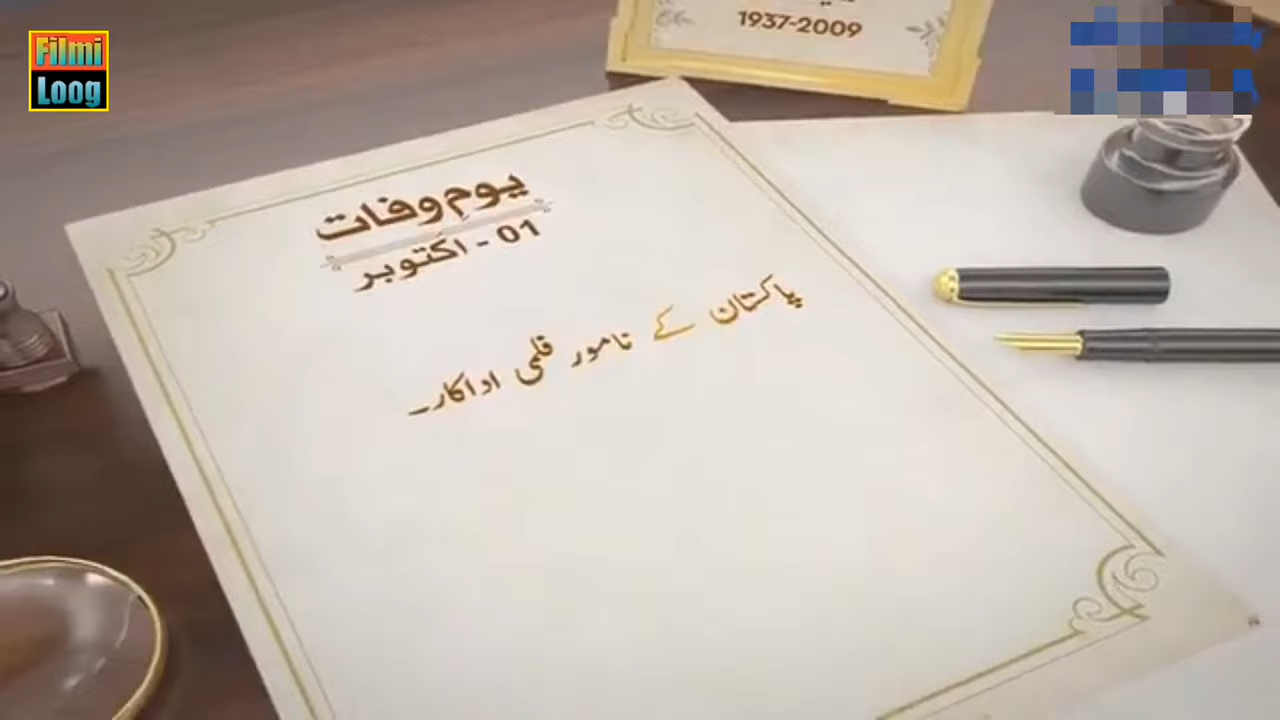 Filmi
Loog
1937-2009
یومِ وفات
01 - اکتوبر
پاکستان کے نامور فلمی اداکار۔